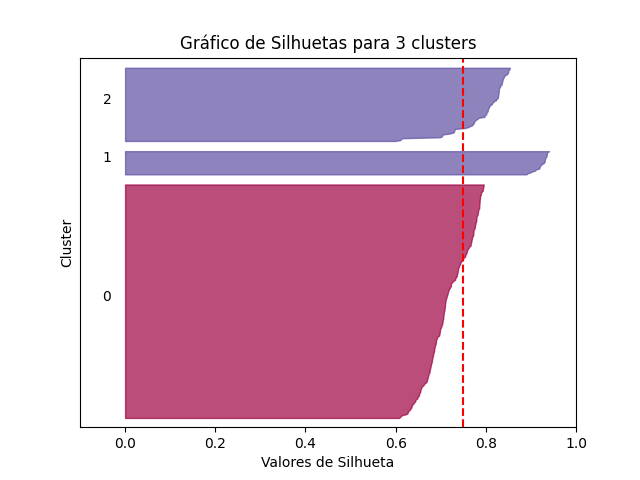 Gráfico de Silhuetas para 3 clusters
2
1
0
Cluster
0.0 0.2 0.4 0.6 0.8 1.0
Valores de Silhueta